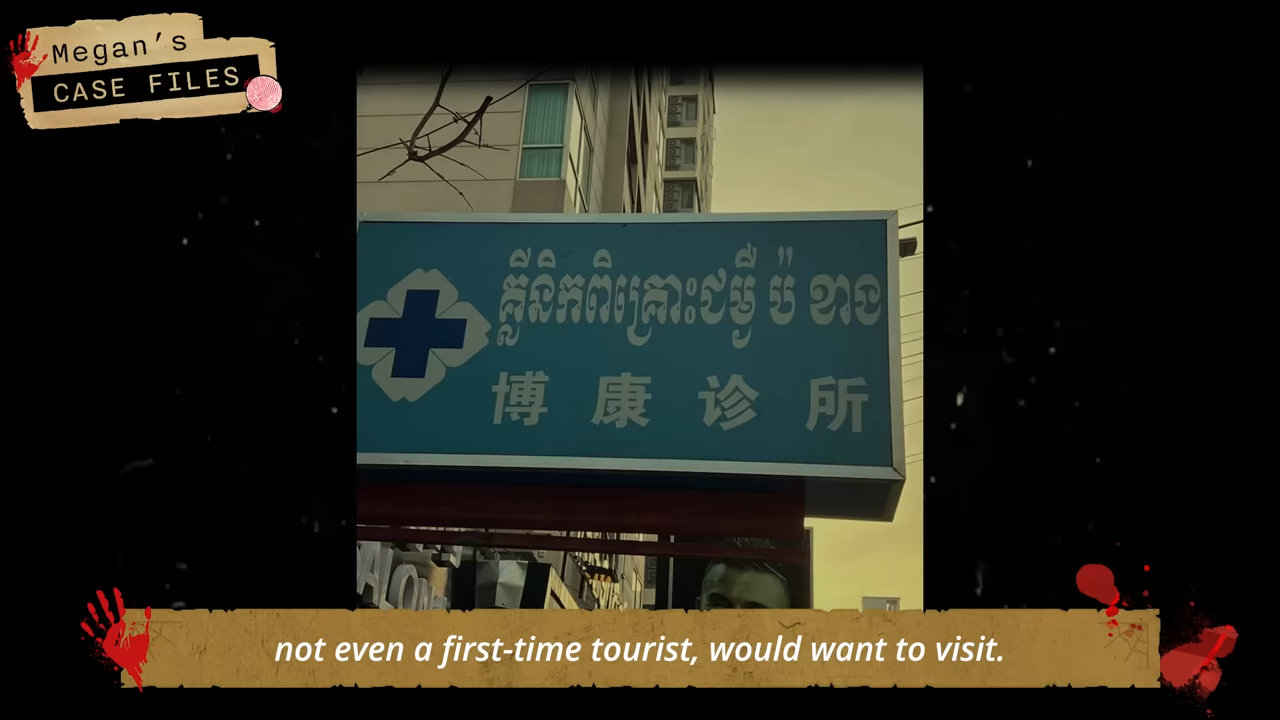 Megan's
CASE FILES
គ្លីនិកពិគ្រោះជម្ងឺ ប៉ ខាង
博康诊所
not even a first-time tourist, would want to visit.